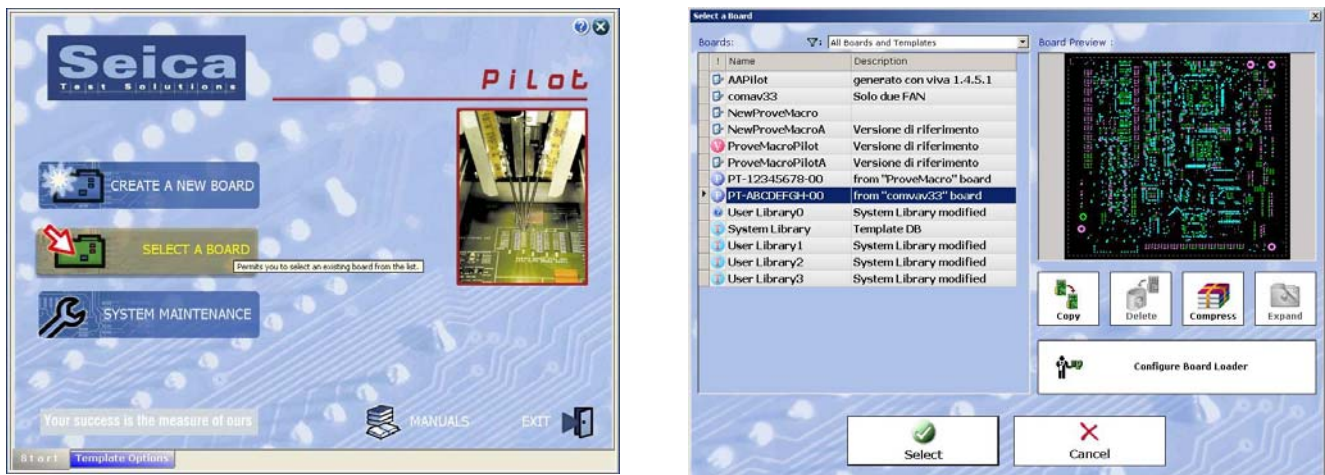 Seica
Test Solutions
Pilot
CREATE A NEW BOARD
SELECT A BOARD
Permits you to select an existing board from the list.
SYSTEM MAINTENANCE
Your success is the measure of ours
MANUALS
EXIT
Start
Template Options
Select a Board
Boards:
All Boards and Templates
Board Preview :
! Name Description
AAPilot generato con viva 1.4.5.1
comav33 Solo due FAN
NewProveMacro
NewProveMacroA Versione di riferimento
ProveMacroPilot Versione di riferimento
ProveMacroPilotA Versione di riferimento
PT-12345678-00 from "ProveMacro" board
PT-ABCDEFGH-00 from "comvav33" board
User Library0 System Library modified
System Library Template DB
User Library1 System Library modified
User Library2 System Library modified
User Library3 System Library modified
Copy
Delete
Compress
Expand
Configure Board Loader
Select
Cancel